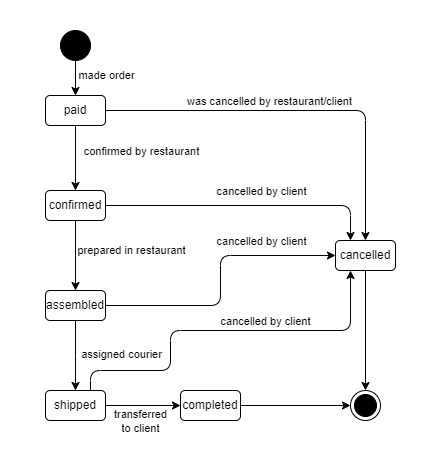 made order
paid
was cancelled by restaurant/client
confirmed by restaurant
confirmed
cancelled by client
prepared in restaurant
cancelled by client
cancelled
assembled
cancelled by client
assigned courier
shipped
transferred
to client
completed